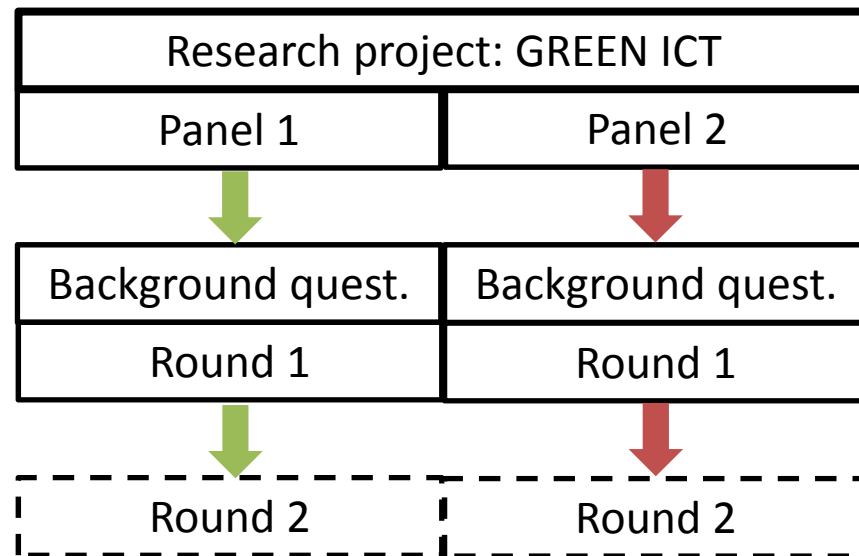 Research project: GREEN ICT
Panel 1 Panel 2
Background quest. Background quest.
Round 1 Round 1
Round 2 Round 2